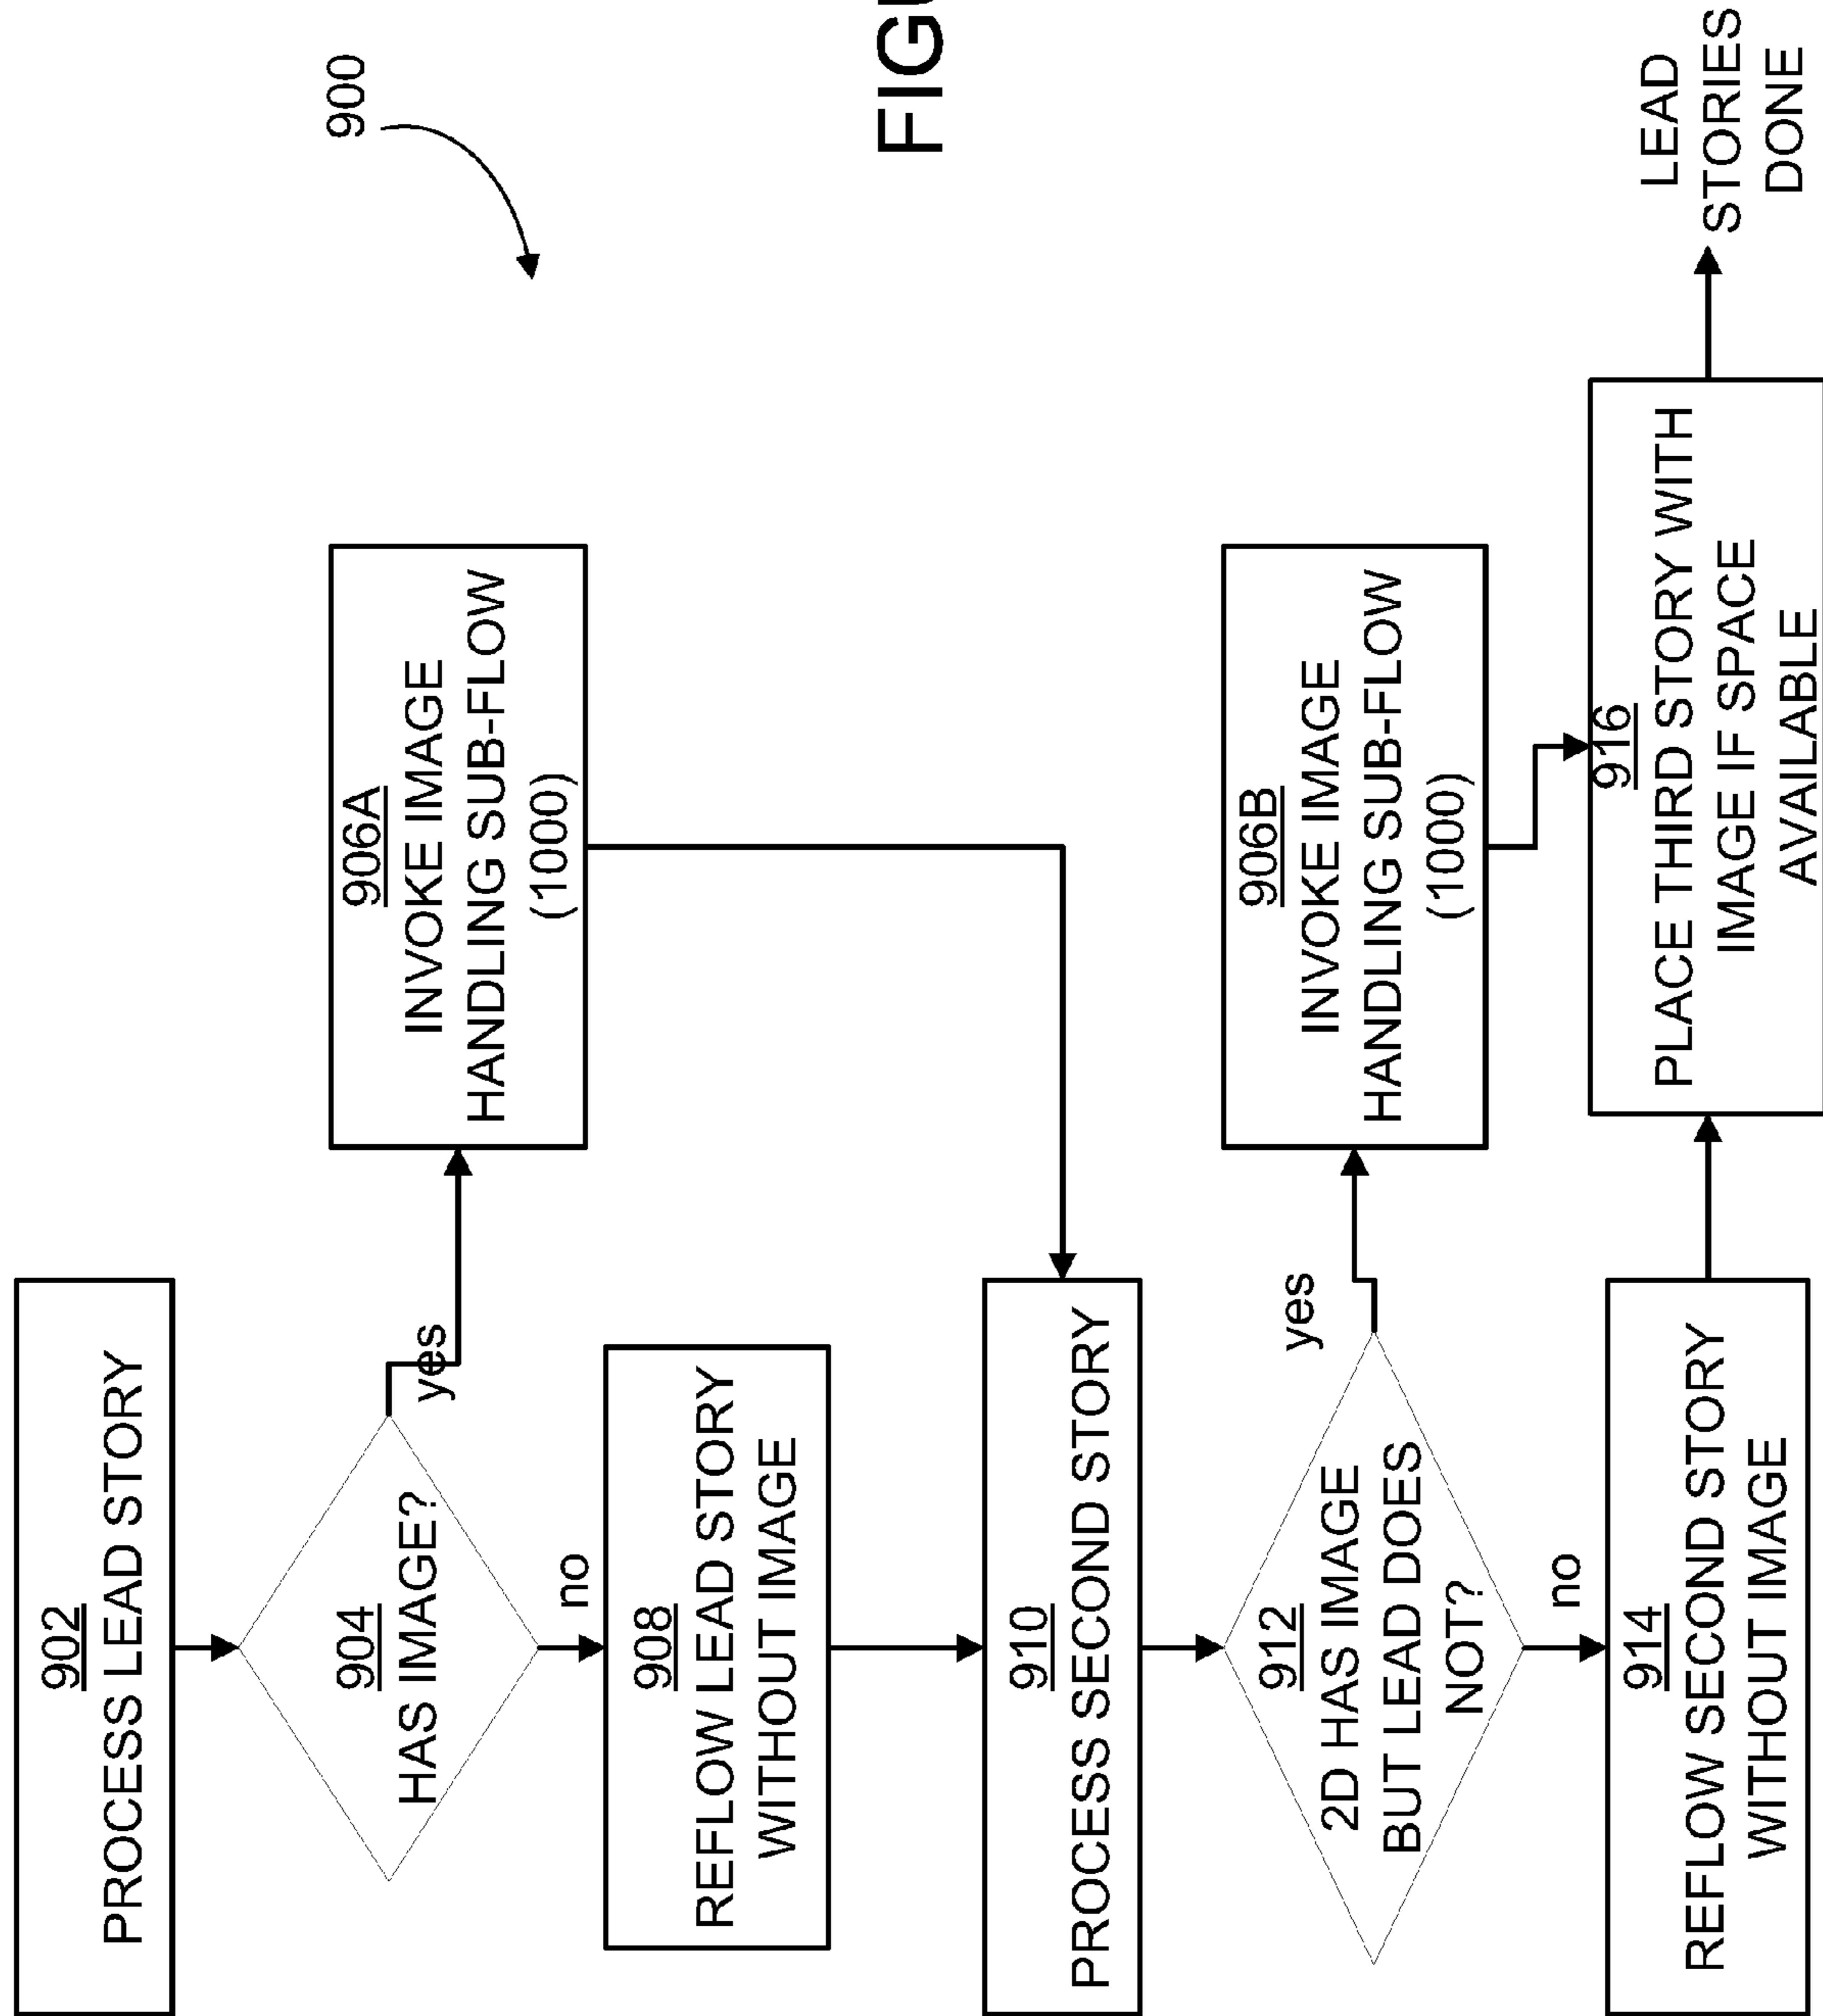 900
902
PROCESS LEAD STORY
904
HAS IMAGE?
yes
no
906A
INVOKE IMAGE
HANDLING SUB-FLOW
(1000)
908
REFLOW LEAD STORY
WITHOUT IMAGE
910
PROCESS SECOND STORY
912
2D HAS IMAGE
BUT LEAD DOES
NOT?
yes
no
906B
INVOKE IMAGE
HANDLING SUB-FLOW
(1000)
914
REFLOW SECOND STORY
WITHOUT IMAGE
916
PLACE THIRD STORY WITH
IMAGE IF SPACE
AVAILABLE
LEAD
STORIES
DONE